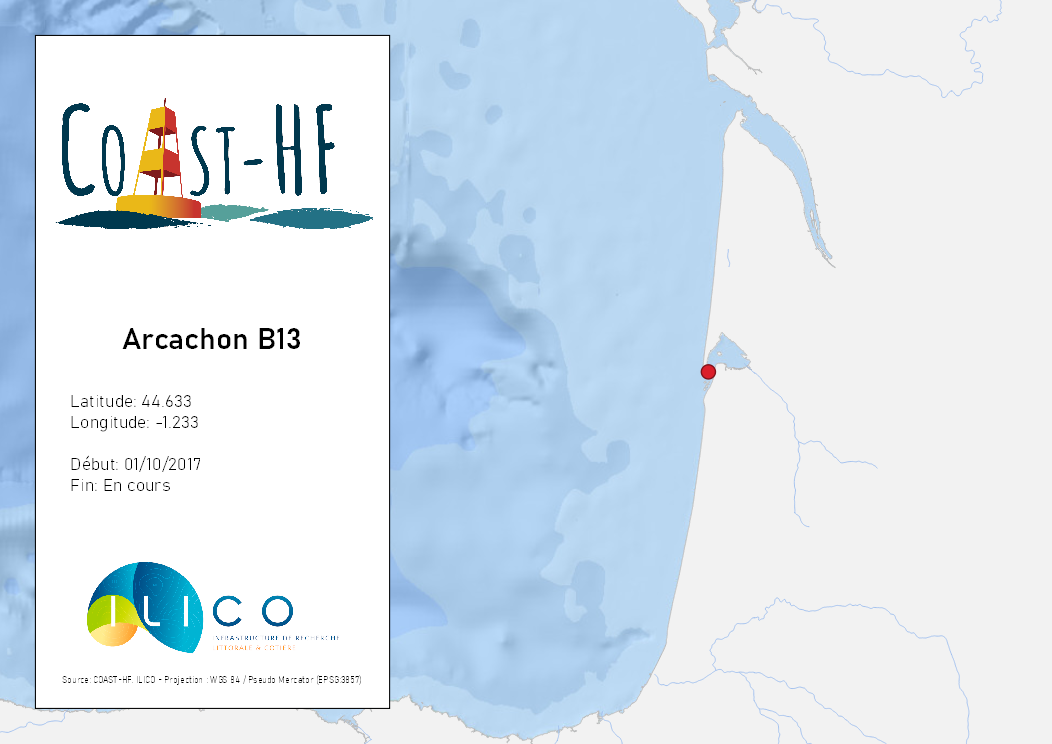 COAST-HF
Arcachon B13
Latitude: 44.633
Longitude: -1.233
Début: 01/10/2017
Fin: En cours
ILICO
INFRASTRUCTURE DE RECHERCHE
LITTORALE & CÔTIÈRE
Source: COAST-HF, ILICO - Projection : WGS 84 / Pseudo Mercator (EPSG:3857)